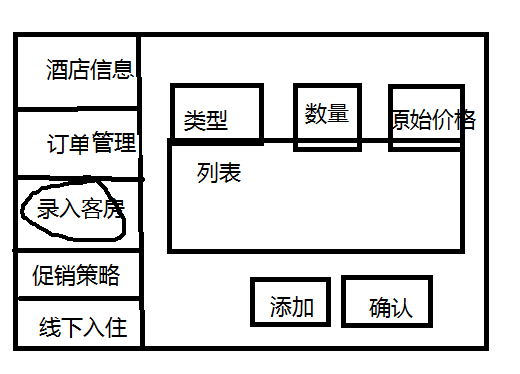 酒店信息
订单管理
录入客房
促销策略
线下入住
类型
数量
原始价格
列表
添加
确认